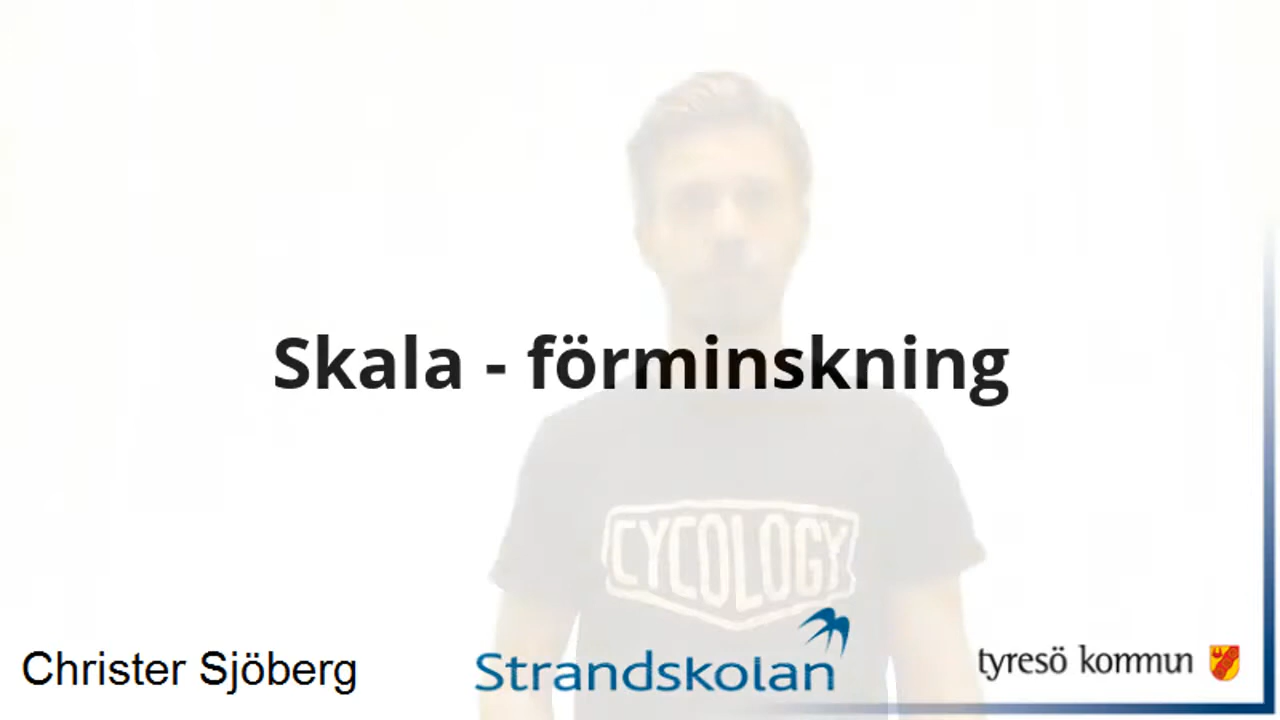 Skala - förminskning
CYCOLOGY
Christer Sjöberg
Strandskolan
tyresö kommun